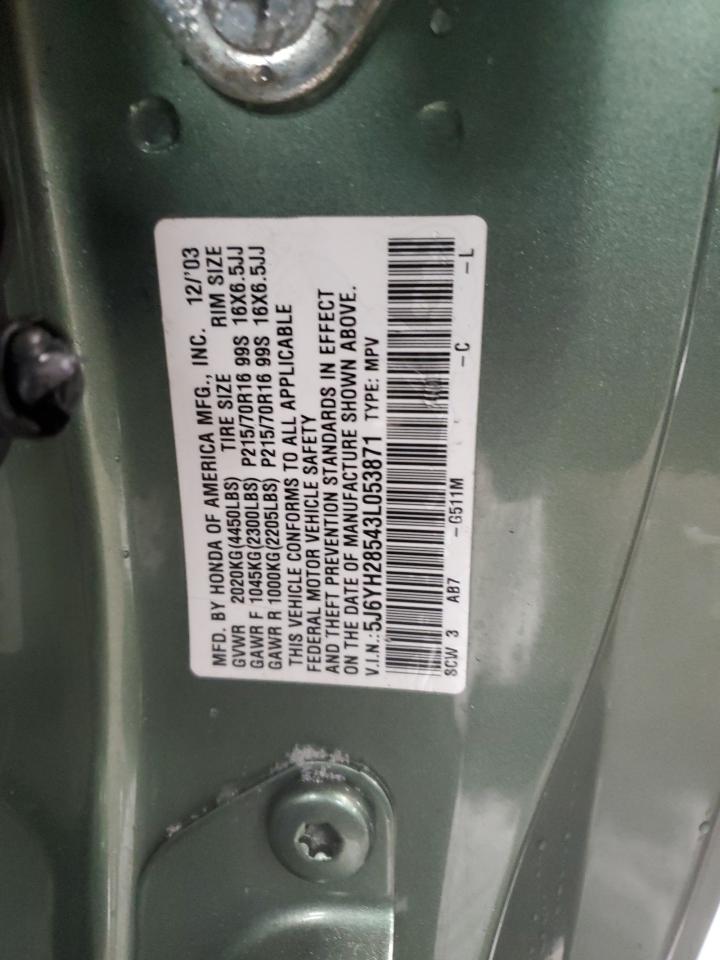 MFD. BY HONDA OF AMERICA MFG., INC. 12/'03
GVWR 2020KG(4450LBS) TIRE SIZE RIM SIZE
GAWR F 1045KG(2300LBS) P215/70R16 99S 16X6.5JJ
GAWR R 1000KG(2205LBS) P215/70R16 99S 16X6.5JJ
THIS VEHICLE CONFORMS TO ALL APPLICABLE
FEDERAL MOTOR VEHICLE SAFETY
AND THEFT PREVENTION STANDARDS IN EFFECT
ON THE DATE OF MANUFACTURE SHOWN ABOVE.
V.I.N.:5J6YH28543L053871 TYPE: MPV
SCW 3 AB7 -G511M -C -L